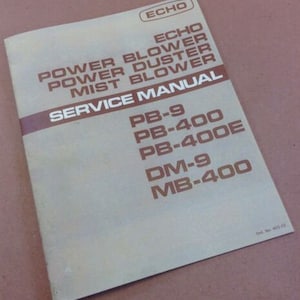 ECHO
ECHO
POWER BLOWER
POWER DUSTER
MIST BLOWER
SERVICE MANUAL
PB-9
PB-400
PB-400E
DM-9
MB-400